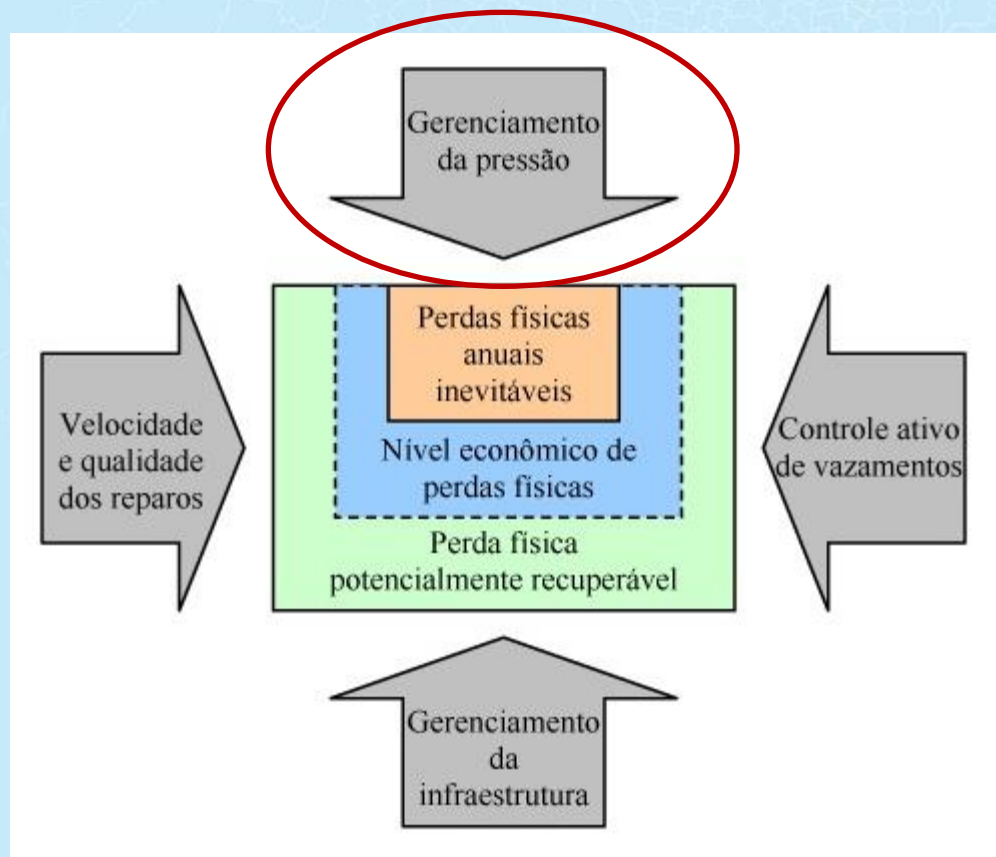 Gerenciamento
da pressão
Perdas físicas
anuais
inevitáveis
Velocidade
e qualidade
dos reparos
Nível econômico de
perdas físicas
Controle ativo
de vazamentos
Perda física
potencialmente recuperável
Gerenciamento
da
infraestrutura